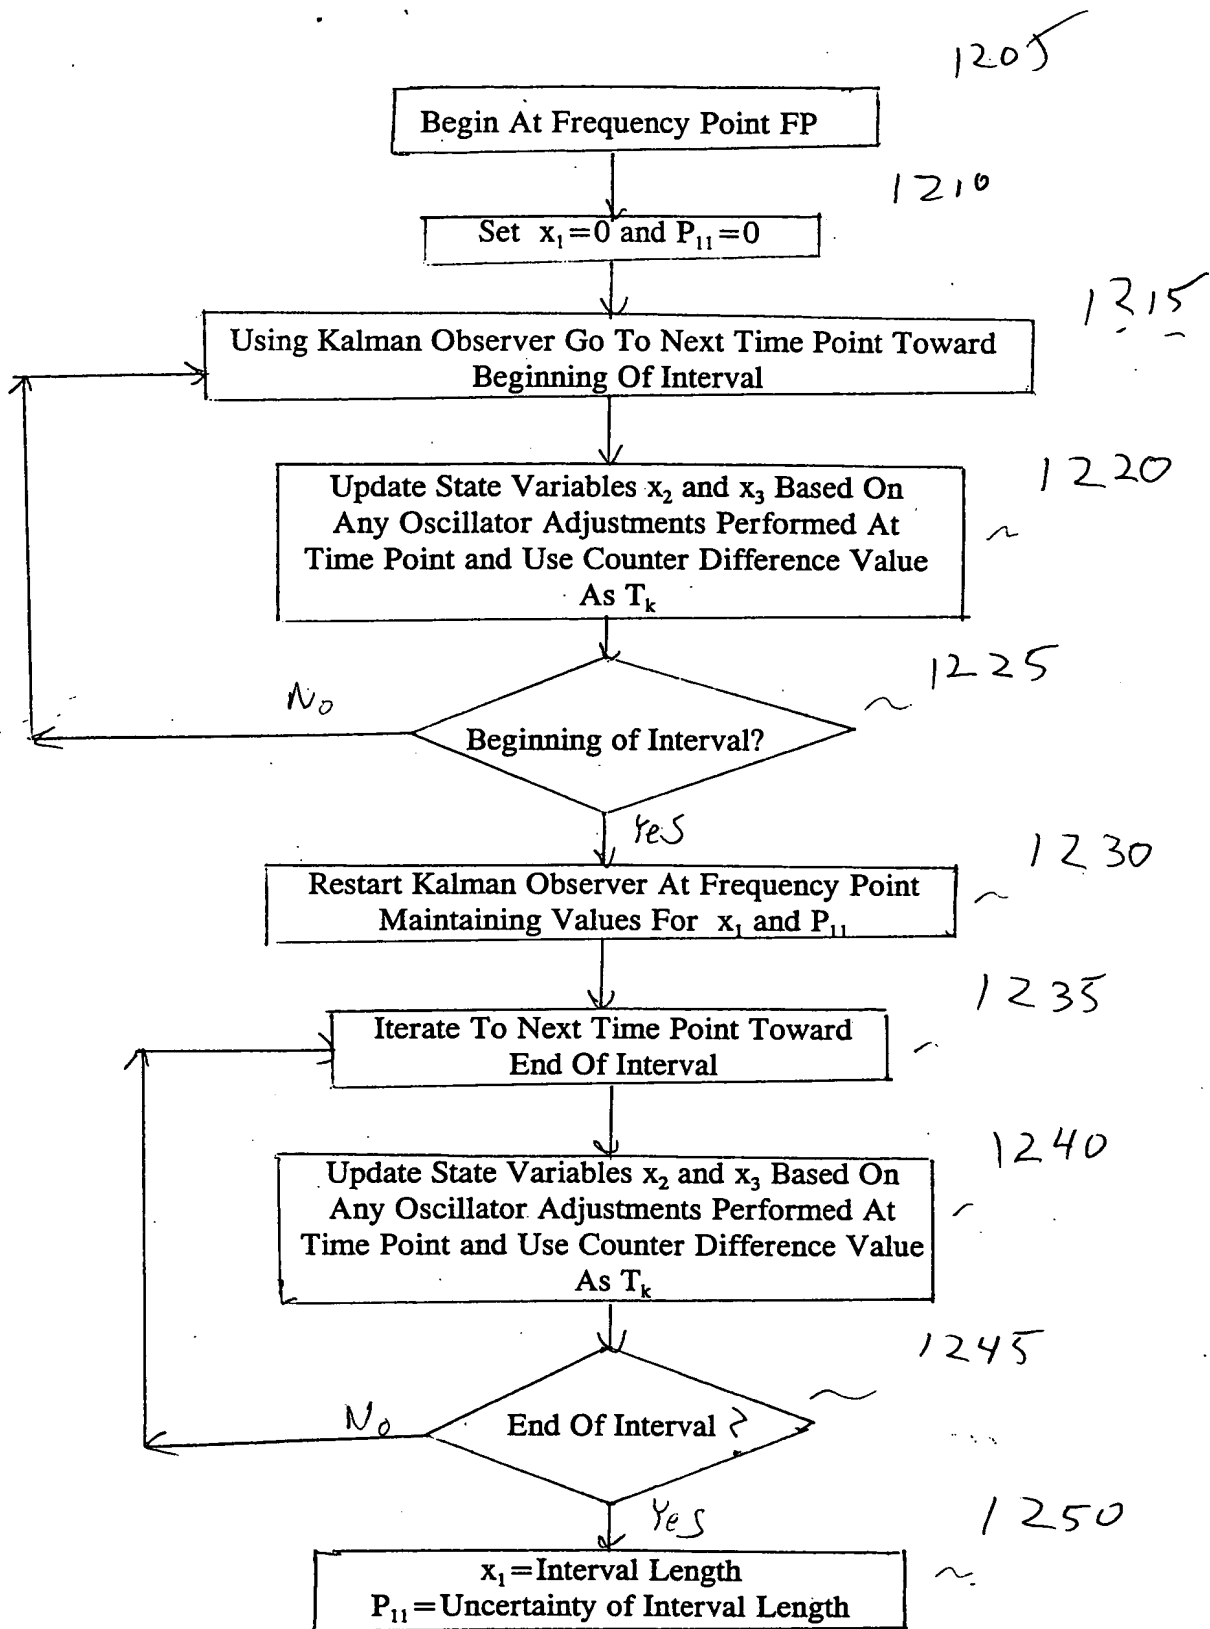 1205
Begin At Frequency Point FP
1210
Set x₁=0 and P₁₁=0
1215
Using Kalman Observer Go To Next Time Point Toward
Beginning Of Interval
1220
Update State Variables x₂ and x₃ Based On
Any Oscillator Adjustments Performed At
Time Point and Use Counter Difference Value
As Tₖ
1225
No
Beginning of Interval?
Yes
1230
Restart Kalman Observer At Frequency Point
Maintaining Values For x₁ and P₁₁
1235
Iterate To Next Time Point Toward
End Of Interval
1240
Update State Variables x₂ and x₃ Based On
Any Oscillator Adjustments Performed At
Time Point and Use Counter Difference Value
As Tₖ
1245
No
End Of Interval ?
Yes
1250
x₁=Interval Length
P₁₁=Uncertainty of Interval Length